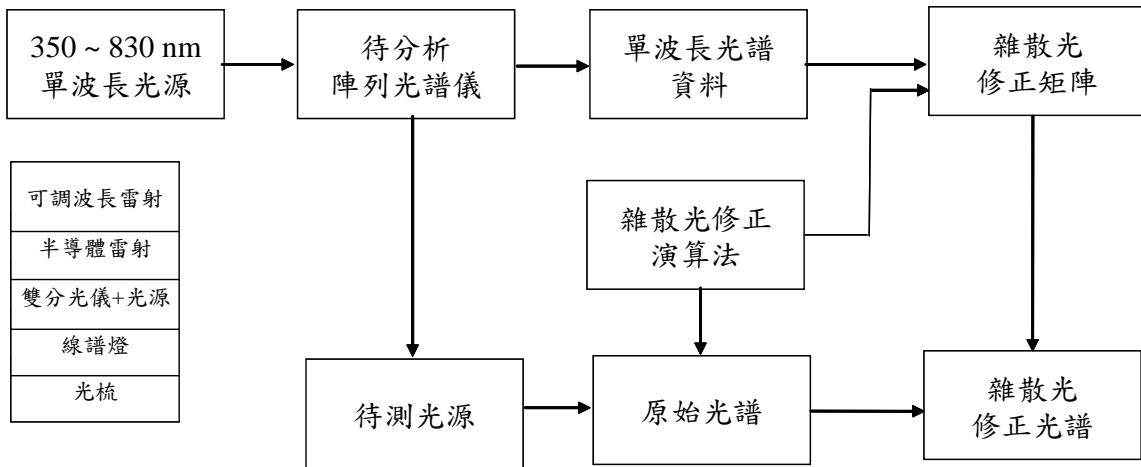 350 ~ 830 nm
單波長光源
待分析
陣列光譜儀
單波長光譜
資料
雜散光
修正矩陣
可調波長雷射
半導體雷射
雙分光儀+光源
線譜燈
光梳
雜散光修正
演算法
待測光源
原始光譜
雜散光
修正光譜